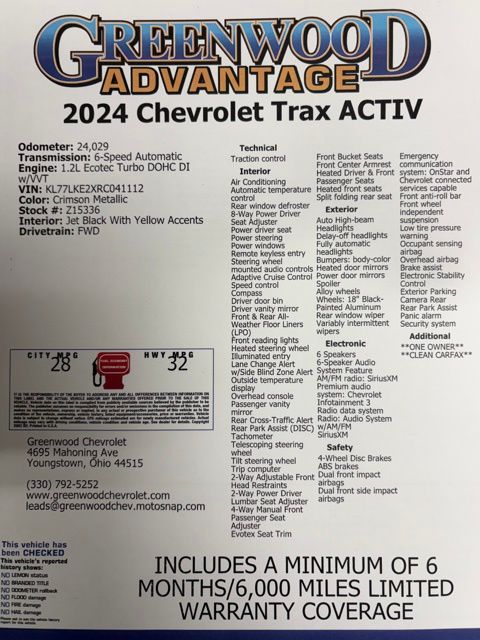 GREENWOOD
ADVANTAGE
2024 Chevrolet Trax ACTIV
Odometer: 24,029
Transmission: 6-Speed Automatic
Engine: 1.2L Ecotec Turbo DOHC DI
w/VVT
VIN: KL77LKE2XRC041112
Color: Crimson Metallic
Stock #: Z15336
Interior: Jet Black With Yellow Accents
Drivetrain: FWD
CITY MPG
28
FUEL ECONOMY
INFORMATION
HWY MPG
32
Greenwood Chevrolet
4695 Mahoning Ave
Youngstown, Ohio 44515
(330) 792-5252
www.greenwoodchevrolet.com
leads@greenwoodchev.motosnap.com
Technical
Traction control
Interior
Air Conditioning
Automatic temperature
control
Rear window defroster
8-Way Power Driver
Seat Adjuster
Power driver seat
Power steering
Power windows
Remote keyless entry
Steering wheel
mounted audio controls
Adaptive Cruise Control
Speed control
Compass
Driver door bin
Driver vanity mirror
Front & Rear All-
Weather Floor Liners
(LPO)
Front reading lights
Heated steering wheel
Illuminated entry
Lane Change Alert
w/Side Blind Zone Alert
Outside temperature
display
Overhead console
Passenger vanity
mirror
Rear Cross-Traffic Alert
Rear Park Assist (DISC)
Tachometer
Telescoping steering
wheel
Tilt steering wheel
Trip computer
2-Way Adjustable Front
Head Restraints
2-Way Power Driver
Lumbar Seat Adjuster
4-Way Manual Front
Passenger Seat
Adjuster
Evotex Seat Trim
Front Bucket Seats
Front Center Armrest
Heated Driver & Front
Passenger Seats
Heated front seats
Split folding rear seat
Exterior
Auto High-beam
Headlights
Delay-off headlights
Fully automatic
headlights
Bumpers: body-color
Heated door mirrors
Power door mirrors
Spoiler
Alloy wheels
Wheels: 18" Black-
Painted Aluminum
Rear window wiper
Variably intermittent
wipers
Electronic
6 Speakers
6-Speaker Audio
System Feature
AM/FM radio: SiriusXM
Premium audio
system: Chevrolet
Infotainment 3
Radio data system
Radio: Audio System
w/AM/FM
SiriusXM
Safety
4-Wheel Disc Brakes
ABS brakes
Dual front impact
airbags
Dual front side impact
airbags
Emergency
communication
system: OnStar and
Chevrolet connected
services capable
Front anti-roll bar
Front wheel
independent
suspension
Low tire pressure
warning
Occupant sensing
airbag
Overhead airbag
Brake assist
Electronic Stability
Control
Exterior Parking
Camera Rear
Rear Park Assist
Panic alarm
Security system
Additional
**ONE OWNER**
**CLEAN CARFAX**
This vehicle has
been CHECKED
This vehicle's reported
history shows:
NO LEMON status
NO BRANDED TITLE
NO ODOMETER rollback
NO FLOOD damage
NO FIRE damage
NO HAIL damage
INCLUDES A MINIMUM OF 6
MONTHS/6,000 MILES LIMITED
WARRANTY COVERAGE